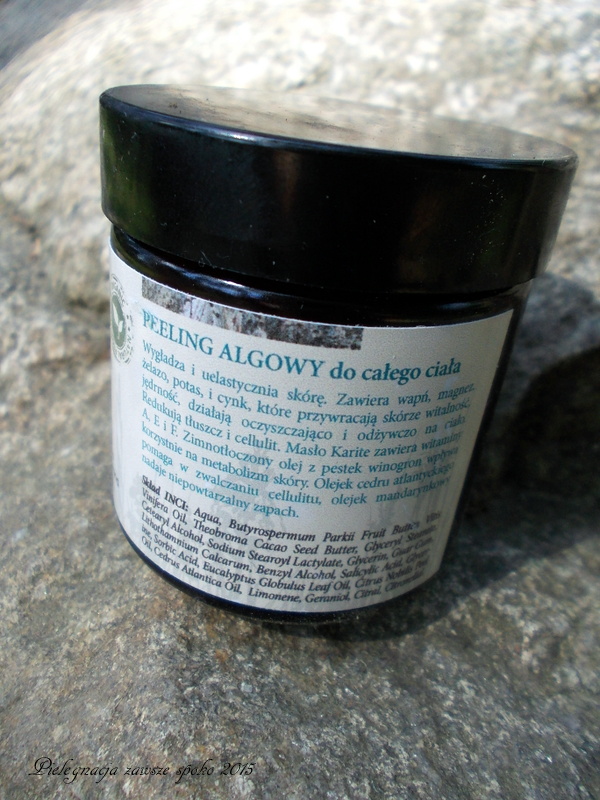 PEELING ALGOWY do całego ciała
Wygładza i uelastycznia skórę. Zawiera wapń, magnez,
żelazo, potas, i cynk, które przywracają skórze witalność,
jędrność; działają oczyszczająco i odżywczo na ciało.
Redukują tłuszcz i cellulit. Masło Karite zawiera witaminy
A, E i F. Zimnotłoczony olej z pestek winogron wpływa
korzystnie na metabolizm skóry. Olejek cedru atlantyckiego
pomaga w zwalczaniu cellulitu, olejek mandarynkowy
nadaje niepowtarzalny zapach.
Skład INCI: Aqua, Butyrospermum Parkii Fruit Butter, Vitis
Vinifera Oil, Theobroma Cacao Seed Butter, Glyceryl Stearate,
Cetearyl Alcohol, Sodium Stearoyl Lactylate, Glycerin, Guar Gum,
Lithothamnium Calcarum, Benzyl Alcohol, Salicylic Acid,
ine, Sorbic Acid, Eucalyptus Globulus Leaf Oil, Citrus Nobilis
Oil, Cedrus Atlantica Oil, Limonene, Geraniol, Citral,
Pielęgnacja zawsze spoko 2015